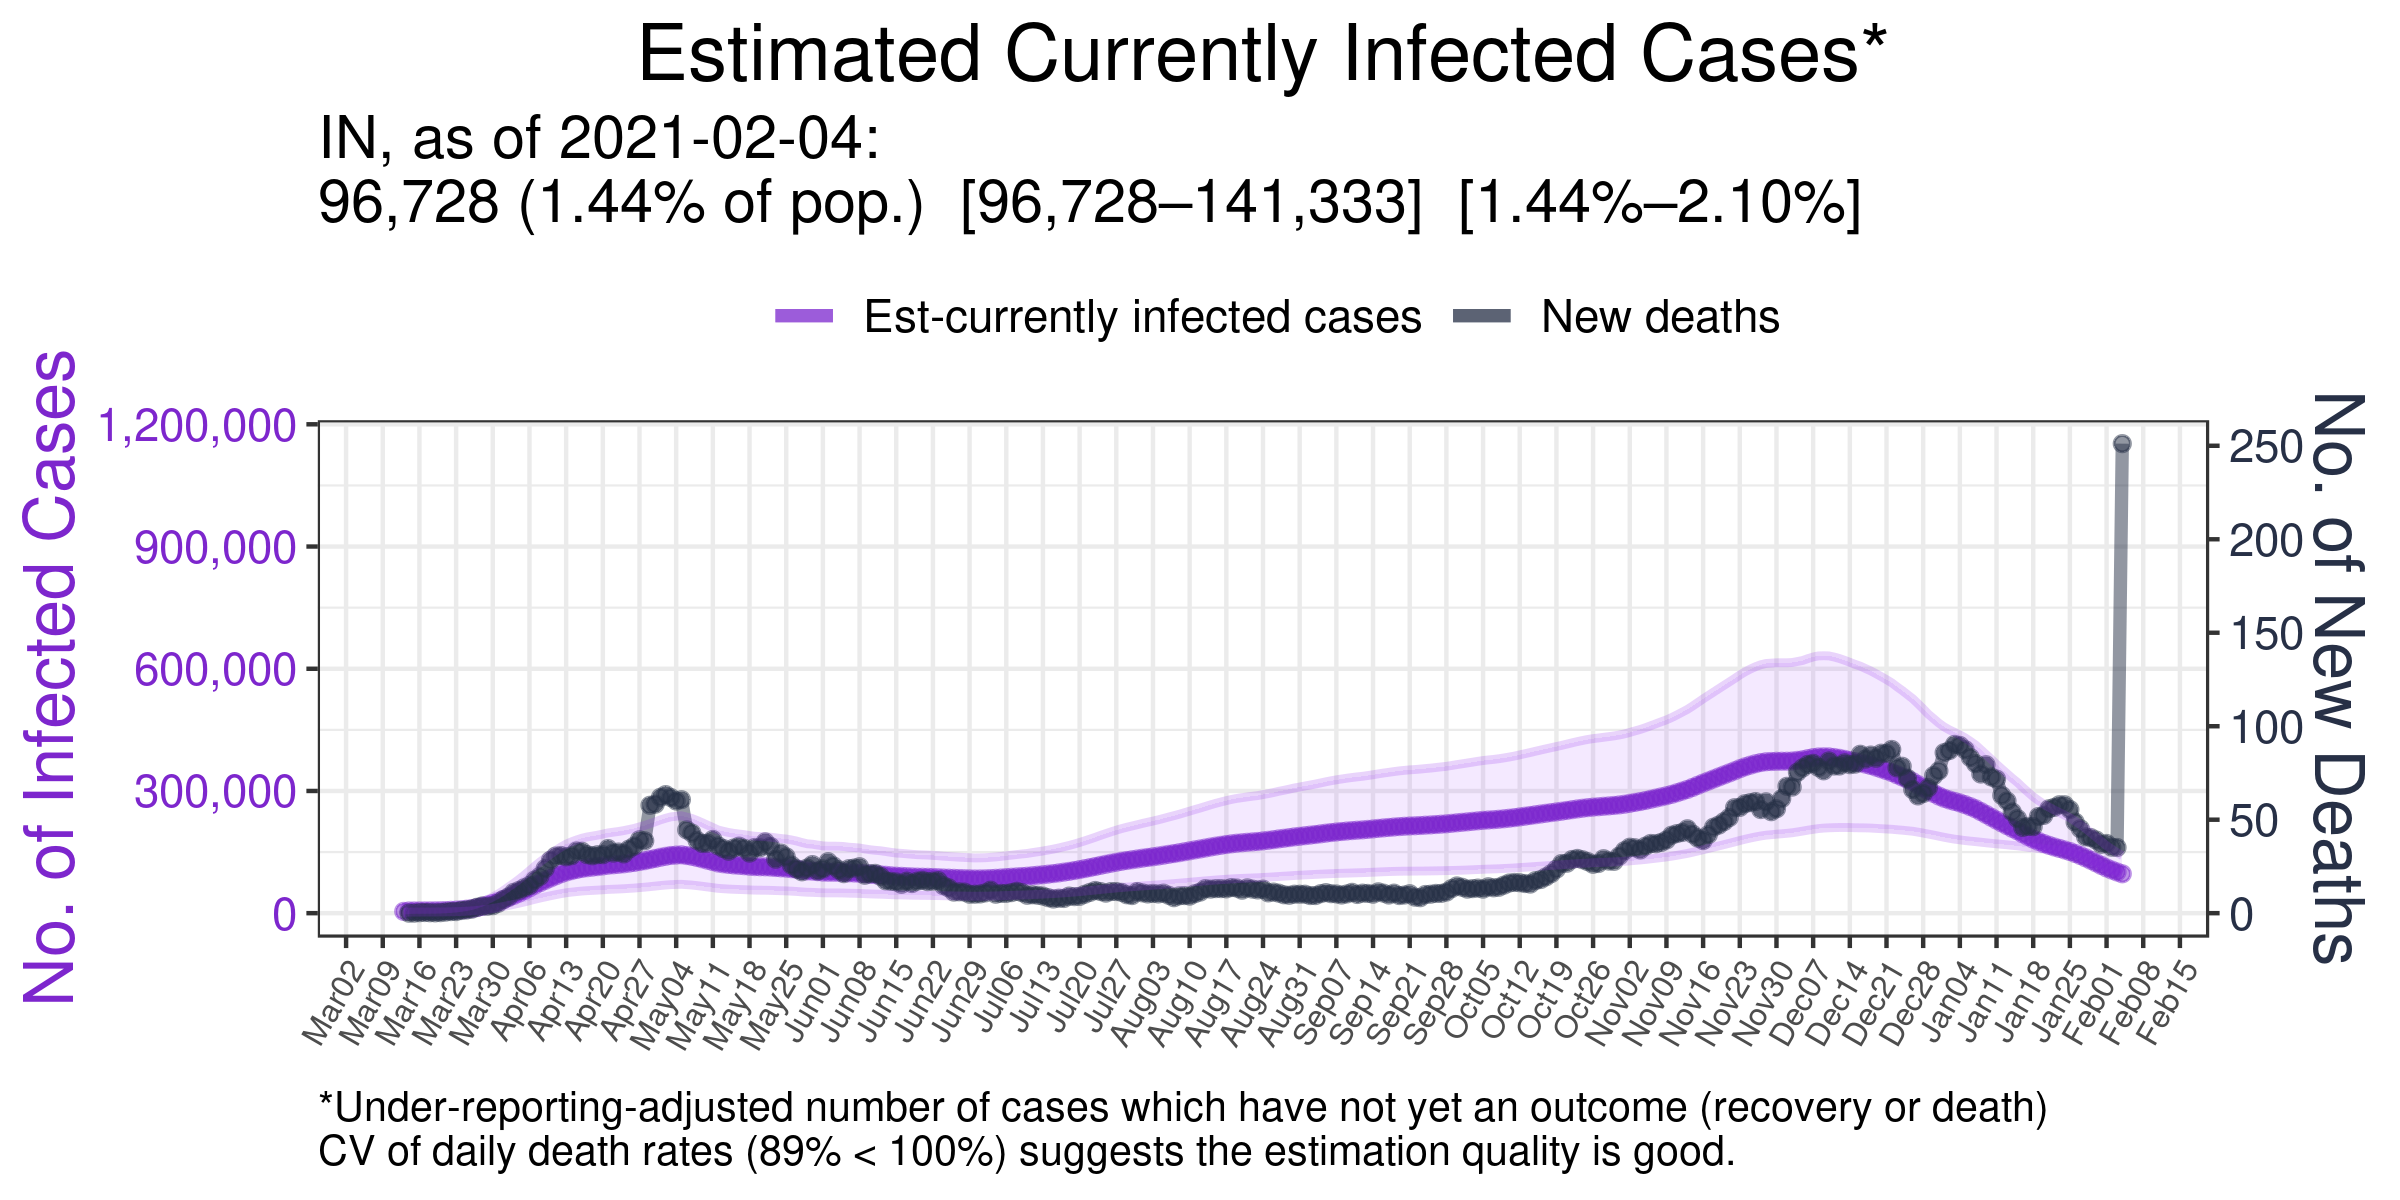 Estimated Currently Infected Cases*
IN, as of 2021-02-04:
96,728 (1.44% of pop.)  [96,728–141,333]  [1.44%–2.10%]
Est-currently infected cases
New deaths
No. of Infected Cases
1,200,000
900,000
600,000
300,000
0
250
200
150
100
50
0
No. of New Deaths
Mar02
Mar09
Mar16
Mar23
Mar30
Apr06
Apr13
Apr20
Apr27
May04
May11
May18
May25
Jun01
Jun08
Jun15
Jun22
Jun29
Jul06
Jul13
Jul20
Jul27
Aug03
Aug10
Aug17
Aug24
Aug31
Sep07
Sep14
Sep21
Sep28
Oct05
Oct12
Oct19
Oct26
Nov02
Nov09
Nov16
Nov23
Nov30
Dec07
Dec14
Dec21
Dec28
Jan04
Jan11
Jan18
Jan25
Feb01
Feb08
Feb15
*Under-reporting-adjusted number of cases which have not yet an outcome (recovery or death)
CV of daily death rates (89% < 100%) suggests the estimation quality is good.